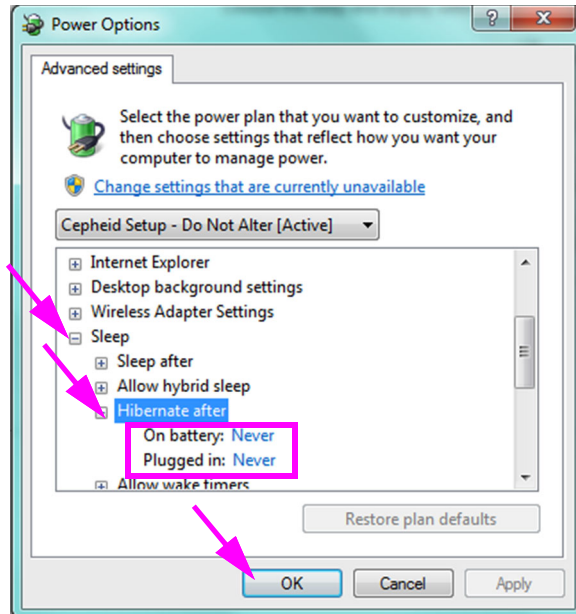 Power Options
Advanced settings
Select the power plan that you want to customize, and
then choose settings that reflect how you want your
computer to manage power.
Change settings that are currently unavailable
Cepheid Setup - Do Not Alter [Active]
Internet Explorer
Desktop background settings
Wireless Adapter Settings
Sleep
Sleep after
Allow hybrid sleep
Hibernate after
On battery: Never
Plugged in: Never
Allow wake timers
Restore plan defaults
OK Cancel Apply